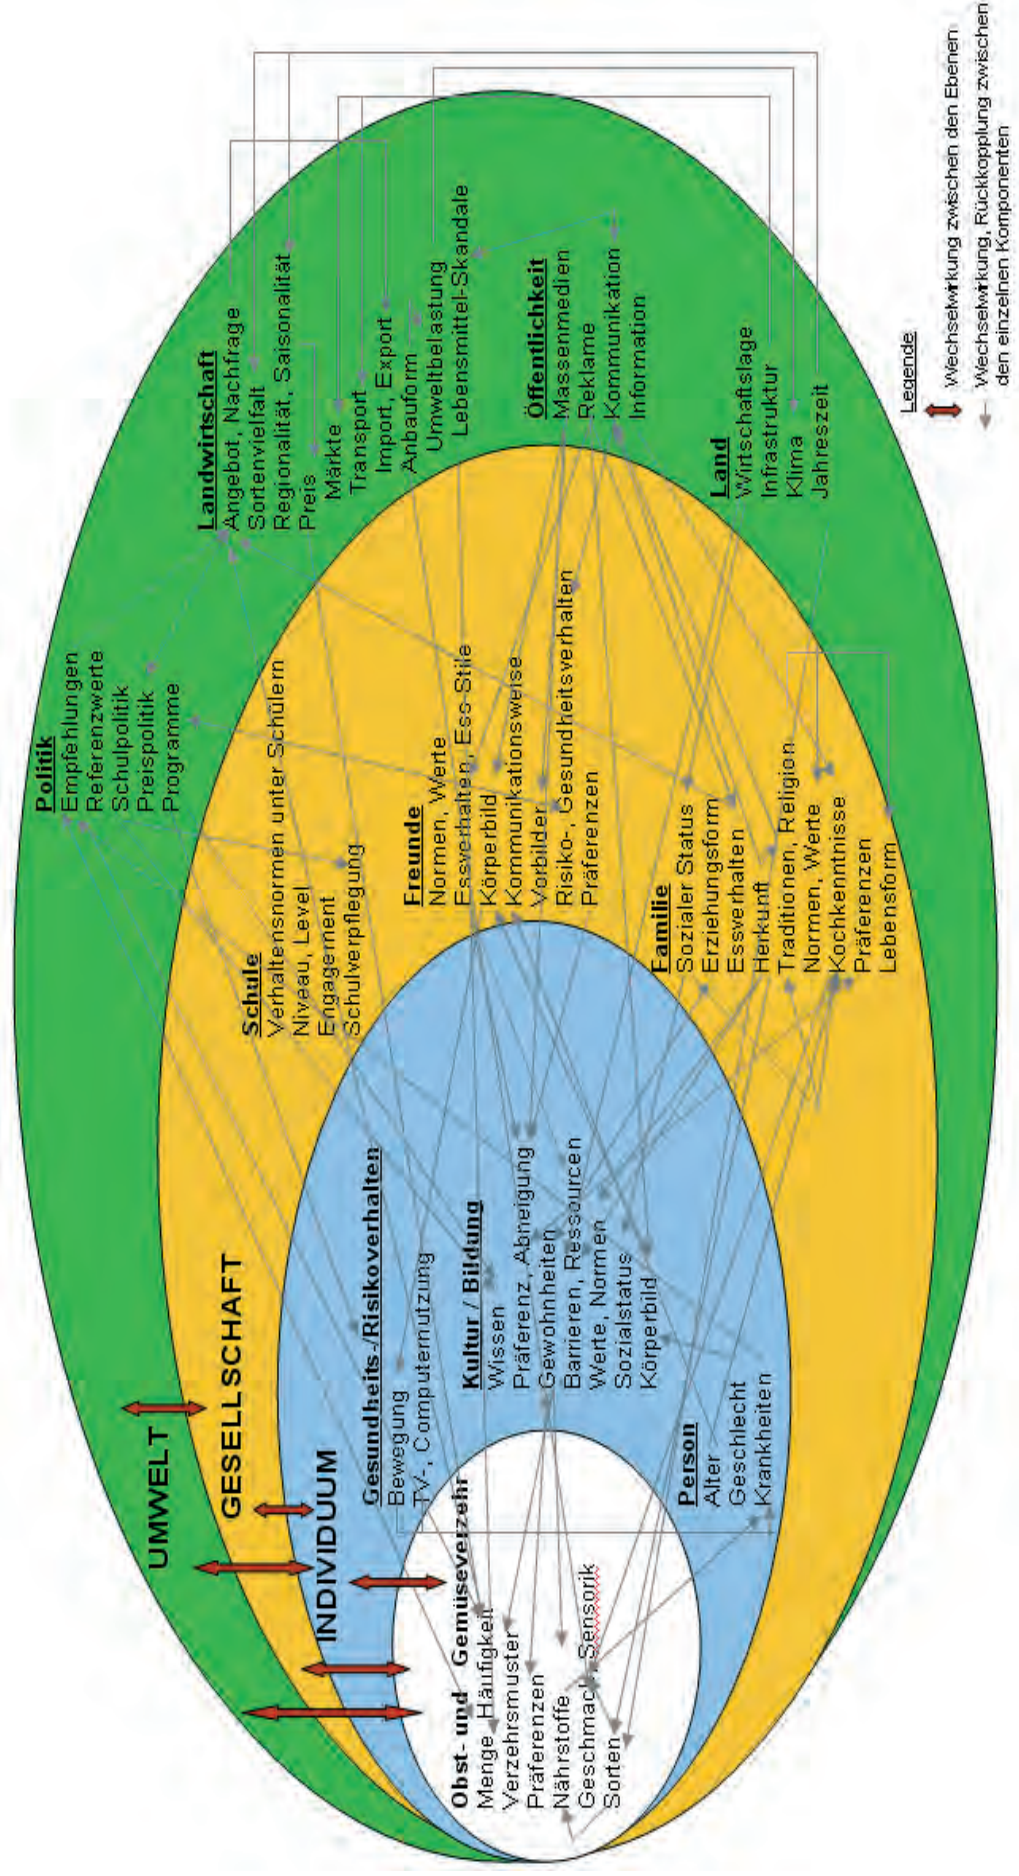 UMWELT
GESELLSCHAFT
INDIVIDUUM
Politik
Empfehlungen
Referenzwerte
Schulpolitik
Preispolitik
Programme
Landwirtschaft
Angebot, Nachfrage
Sortenvielfalt
Regionalität, Saisonalität
Preis
Märkte
Transport
Import, Export
Anbauform
Umweltbelastung
Lebensmittel-Skandale
Öffentlichkeit
Massenmedien
Reklame
Kommunikation
Information
Land
Wirtschaftslage
Infrastruktur
Klima
Jahreszeit
Schule
Verhaltensnormen unter Schülern
Niveau, Level
Engagement
Schulverpflegung
Freunde
Normen, Werte
Essverhalten, Ess-Stile
Körperbild
Kommunikationsweise
Vorbilder
Risiko-, Gesundheitsverhalten
Präferenzen
Familie
Sozialer Status
Erziehungsform
Essverhalten
Herkunft
Traditionen, Religion
Normen, Werte
Kochkenntnisse
Präferenzen
Lebensform
Gesundheits-/Risikoverhalten
Bewegung
TV-, Computernutzung
Kultur / Bildung
Wissen
Präferenz, Abneigung
Gewohnheiten
Barrieren, Ressourcen
Werte, Normen
Sozialstatus
Körperbild
Person
Alter
Geschlecht
Krankheiten
Obst- und Gemüseverzehr
Menge, Häufigkeit
Verzehrsmuster
Präferenzen
Nährstoffe
Geschmack, Sensorik
Sorten
Legende
Wechselwirkung zwischen den Ebenen
Wechselwirkung, Rückkopplung zwischen
den einzelnen Komponenten